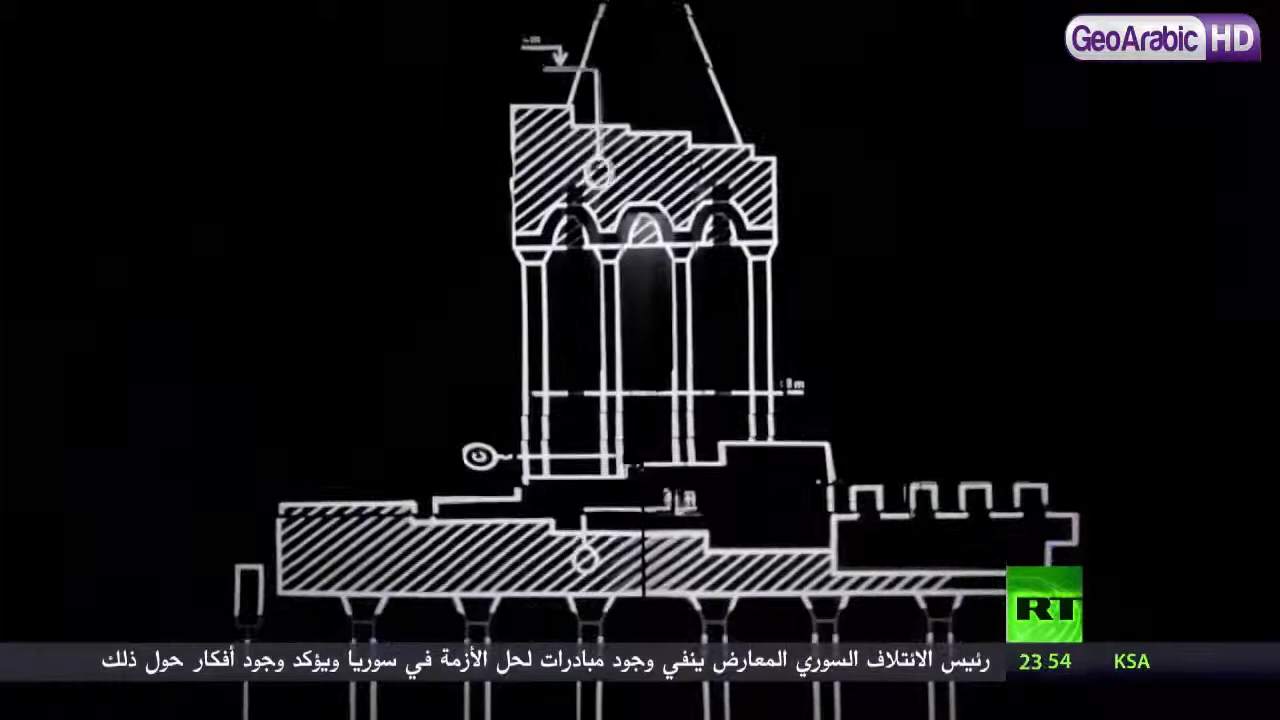 GeoArabic HD
RT
رئيس الائتلاف السوري المعارض ينفي وجود مبادرات لحل الأزمة في سوريا ويؤكد وجود أفكار حول ذلك
23 54 KSA